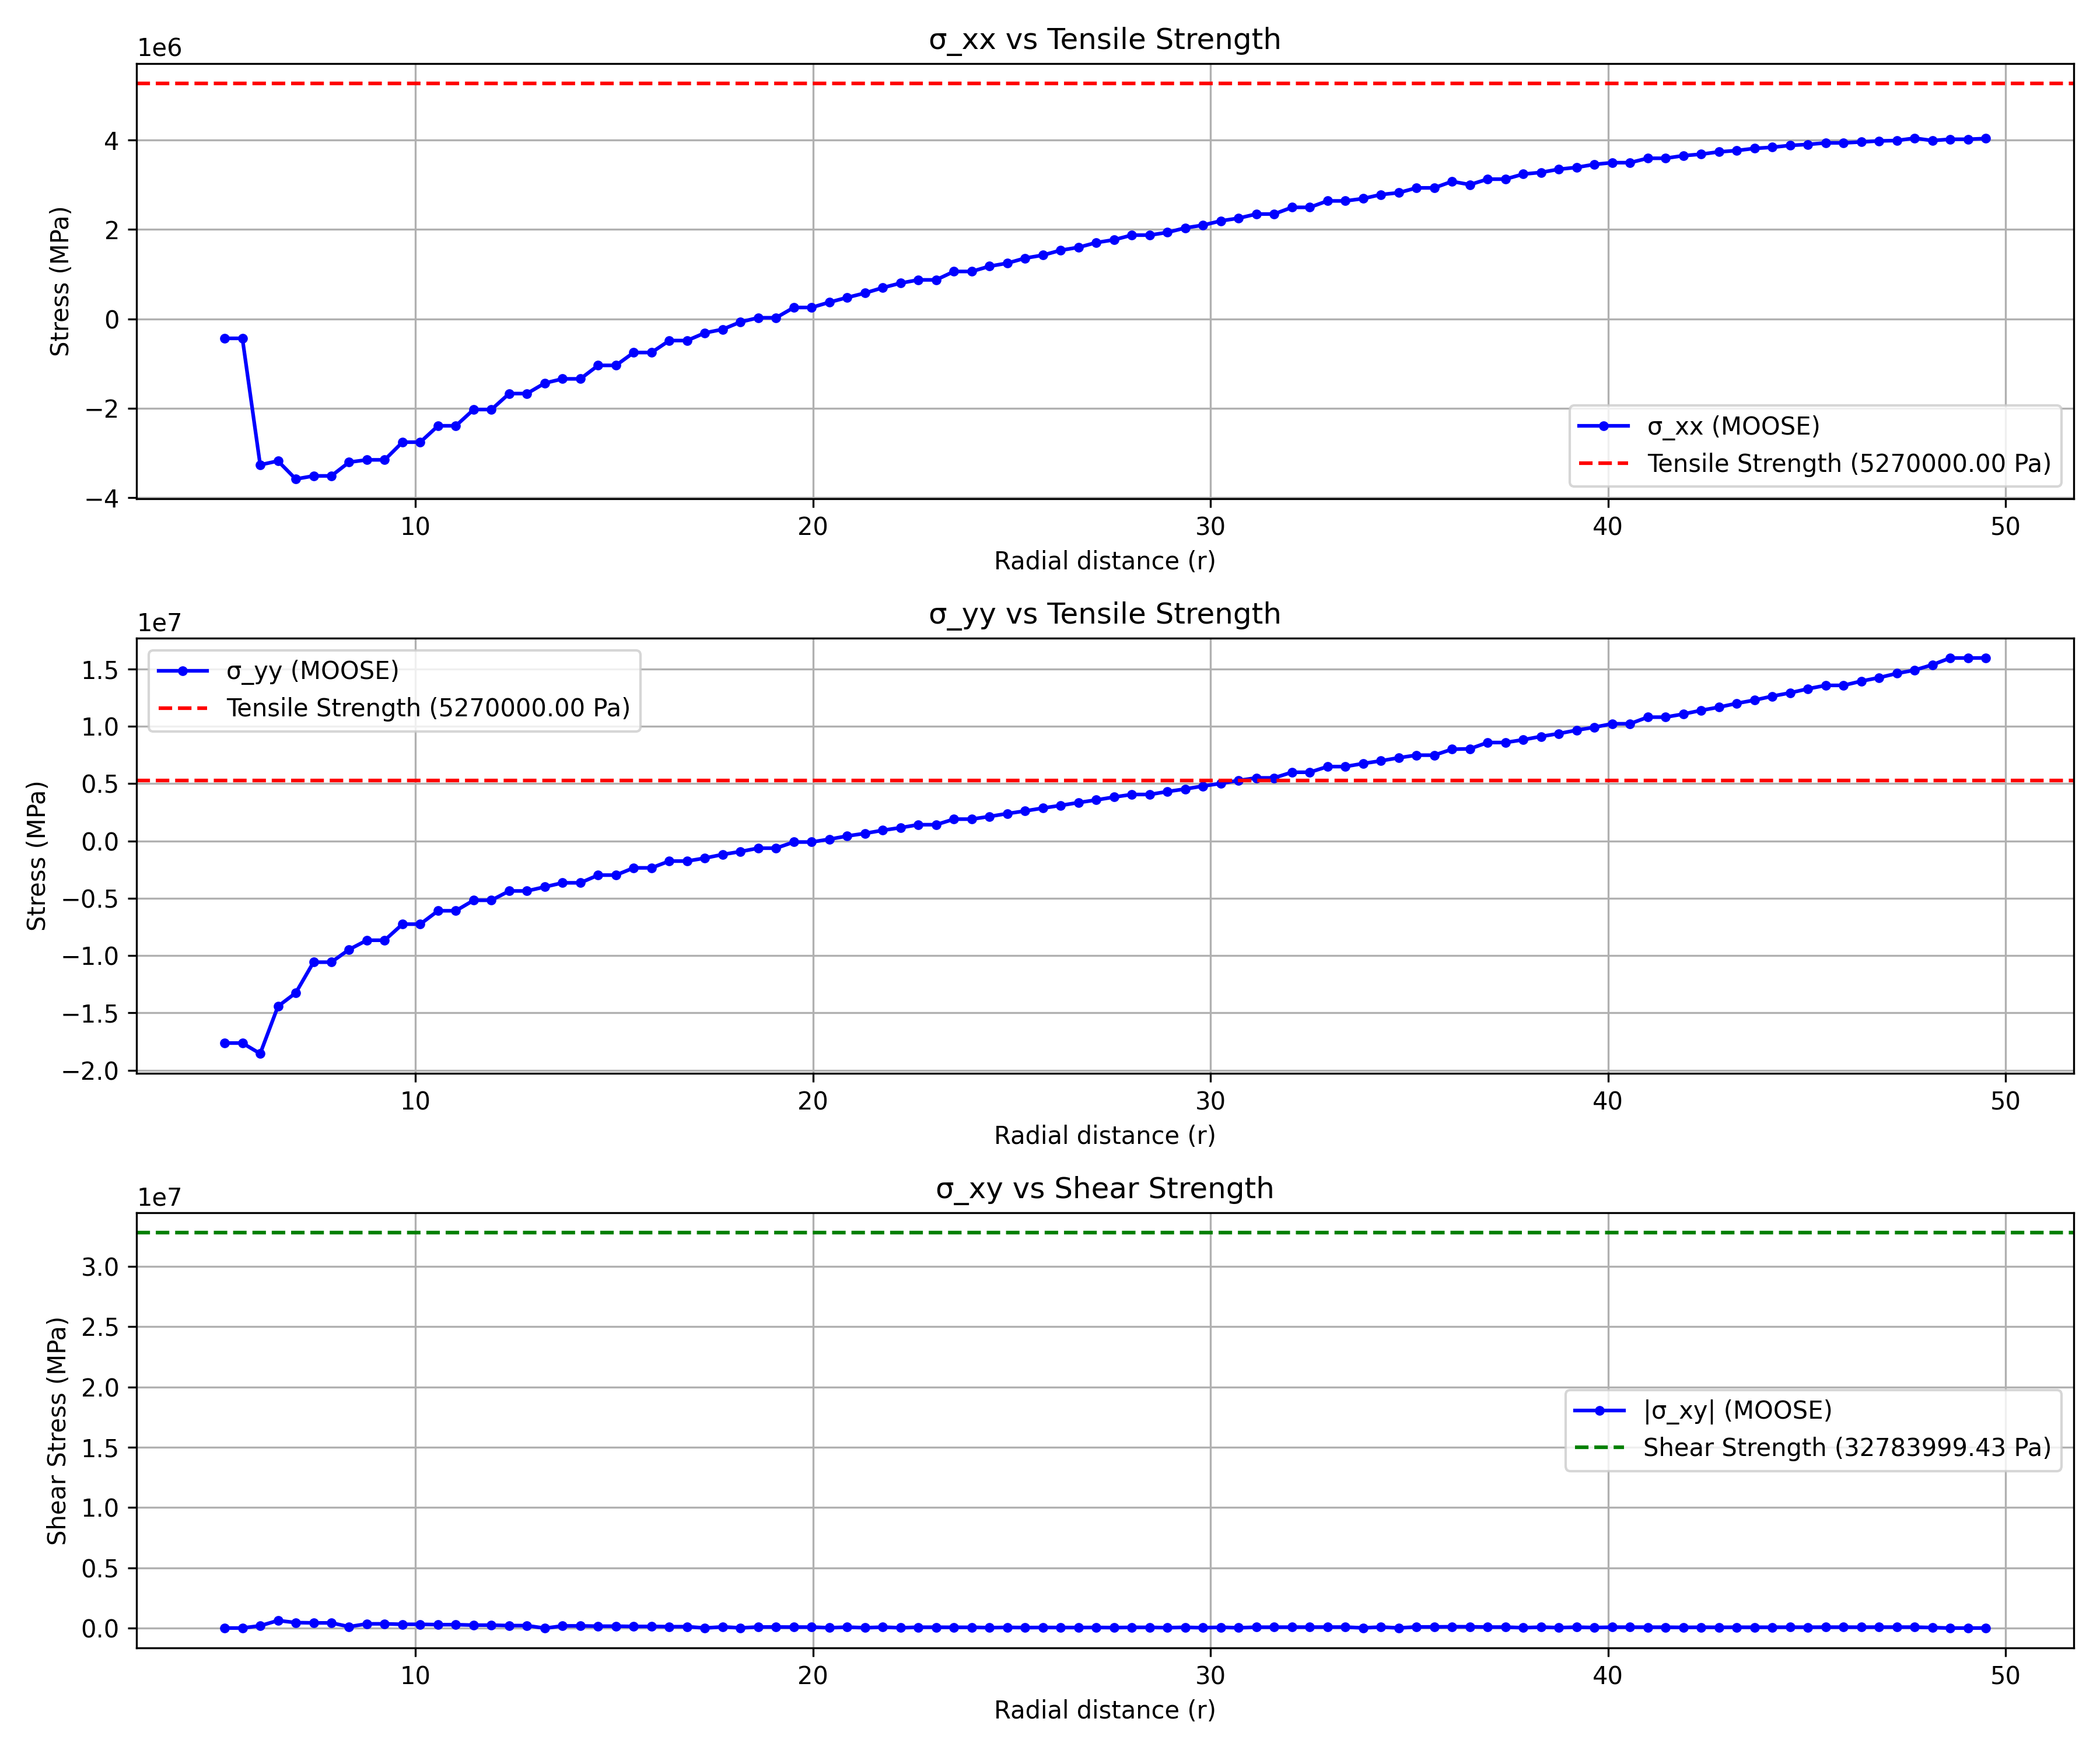 σ_xx vs Tensile Strength
1e6
4
2
0
−2
−4
Stress (MPa)
σ_xx (MOOSE)
Tensile Strength (5270000.00 Pa)
10 20 30 40 50
Radial distance (r)
σ_yy vs Tensile Strength
1e7
σ_yy (MOOSE)
Tensile Strength (5270000.00 Pa)
1.5
1.0
0.5
0.0
−0.5
−1.0
−1.5
−2.0
Stress (MPa)
10 20 30 40 50
Radial distance (r)
σ_xy vs Shear Strength
1e7
3.0
2.5
2.0
1.5
1.0
0.5
0.0
Shear Stress (MPa)
|σ_xy| (MOOSE)
Shear Strength (32783999.43 Pa)
10 20 30 40 50
Radial distance (r)